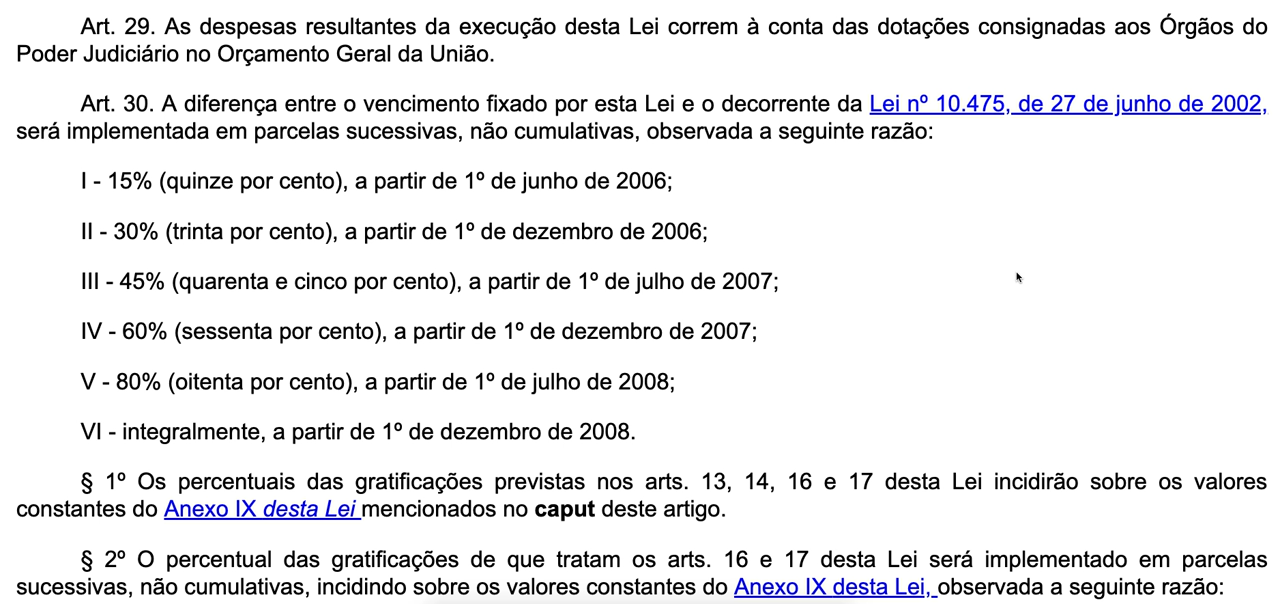 Art. 29. As despesas resultantes da execução desta Lei correm à conta das dotações consignadas aos Órgãos do
Poder Judiciário no Orçamento Geral da União.
Art. 30. A diferença entre o vencimento fixado por esta Lei e o decorrente da Lei nº 10.475, de 27 de junho de 2002,
será implementada em parcelas sucessivas, não cumulativas, observada a seguinte razão:
I - 15% (quinze por cento), a partir de 1º de junho de 2006;
II - 30% (trinta por cento), a partir de 1º de dezembro de 2006;
III - 45% (quarenta e cinco por cento), a partir de 1º de julho de 2007;
IV - 60% (sessenta por cento), a partir de 1º de dezembro de 2007;
V - 80% (oitenta por cento), a partir de 1º de julho de 2008;
VI - integralmente, a partir de 1º de dezembro de 2008.
§ 1º Os percentuais das gratificações previstas nos arts. 13, 14, 16 e 17 desta Lei incidirão sobre os valores
constantes do Anexo IX desta Lei mencionados no caput deste artigo.
§ 2º O percentual das gratificações de que tratam os arts. 16 e 17 desta Lei será implementado em parcelas
sucessivas, não cumulativas, incidindo sobre os valores constantes do Anexo IX desta Lei, observada a seguinte razão: